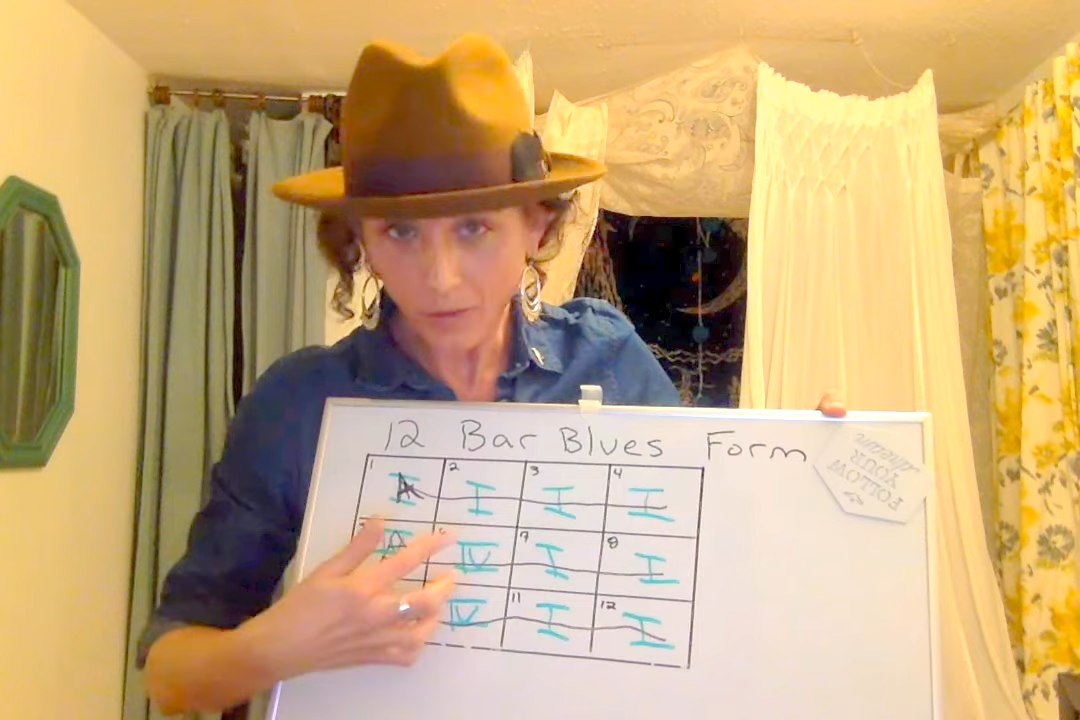 12 Bar Blues Form
1 A 2 I 3 I 4 I
A IV 7 I 8 I
IV 11 I 12 I
FOLLOW
YOUR
dream